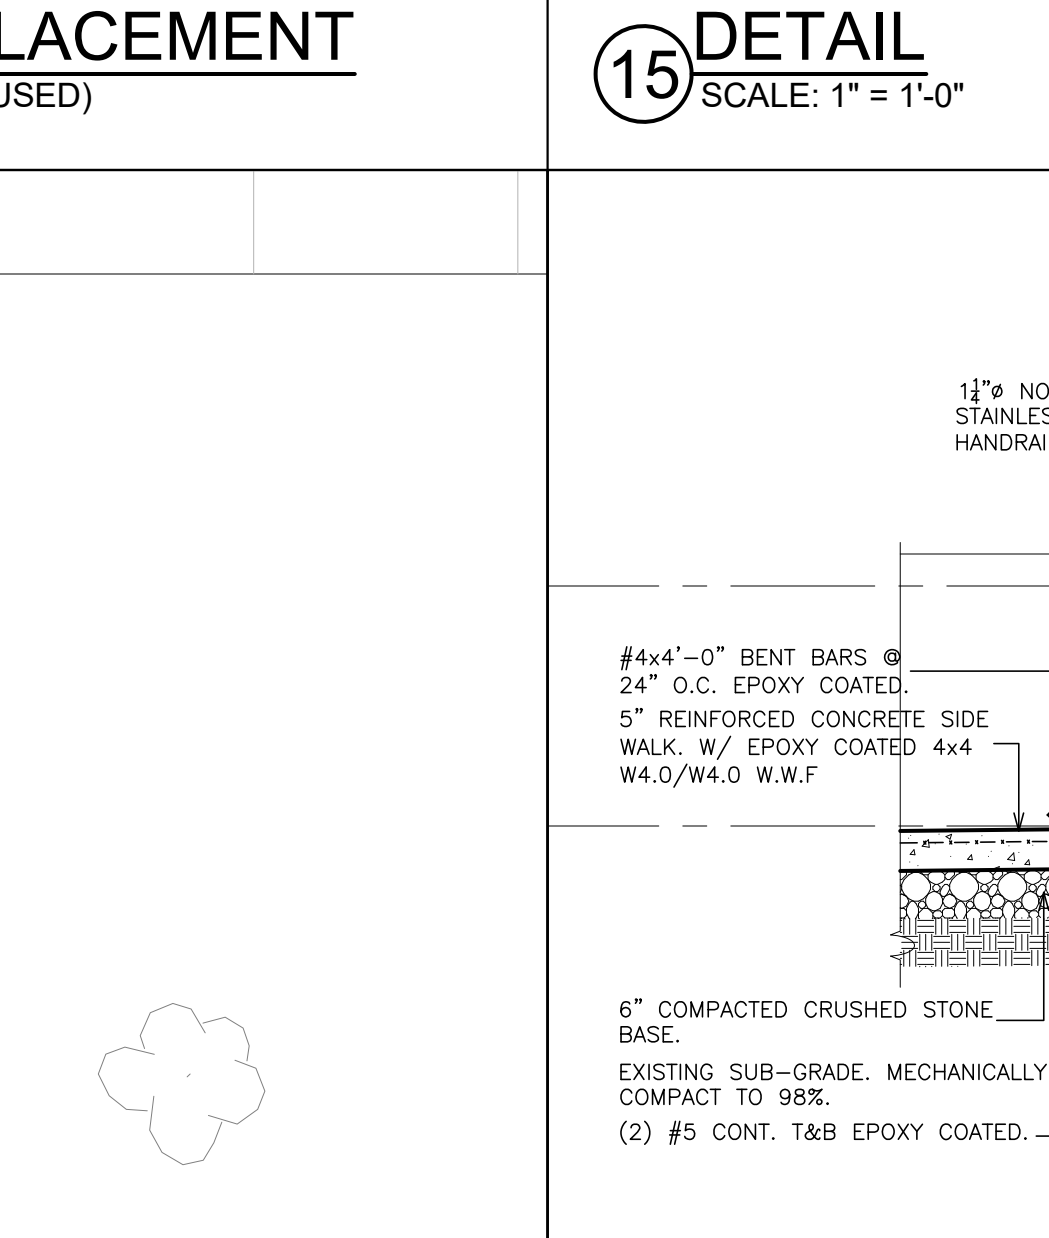 LACEMENT
USED)
15 DETAIL
SCALE: 1" = 1'-0"
1¼"ø NO
STAINLES
HANDRAI
#4x4'-0" BENT BARS @
24" O.C. EPOXY COATED.
5" REINFORCED CONCRETE SIDE
WALK. W/ EPOXY COATED 4x4
W4.0/W4.0 W.W.F
6" COMPACTED CRUSHED STONE
BASE.
EXISTING SUB-GRADE. MECHANICALLY
COMPACT TO 98%.
(2) #5 CONT. T&B EPOXY COATED.